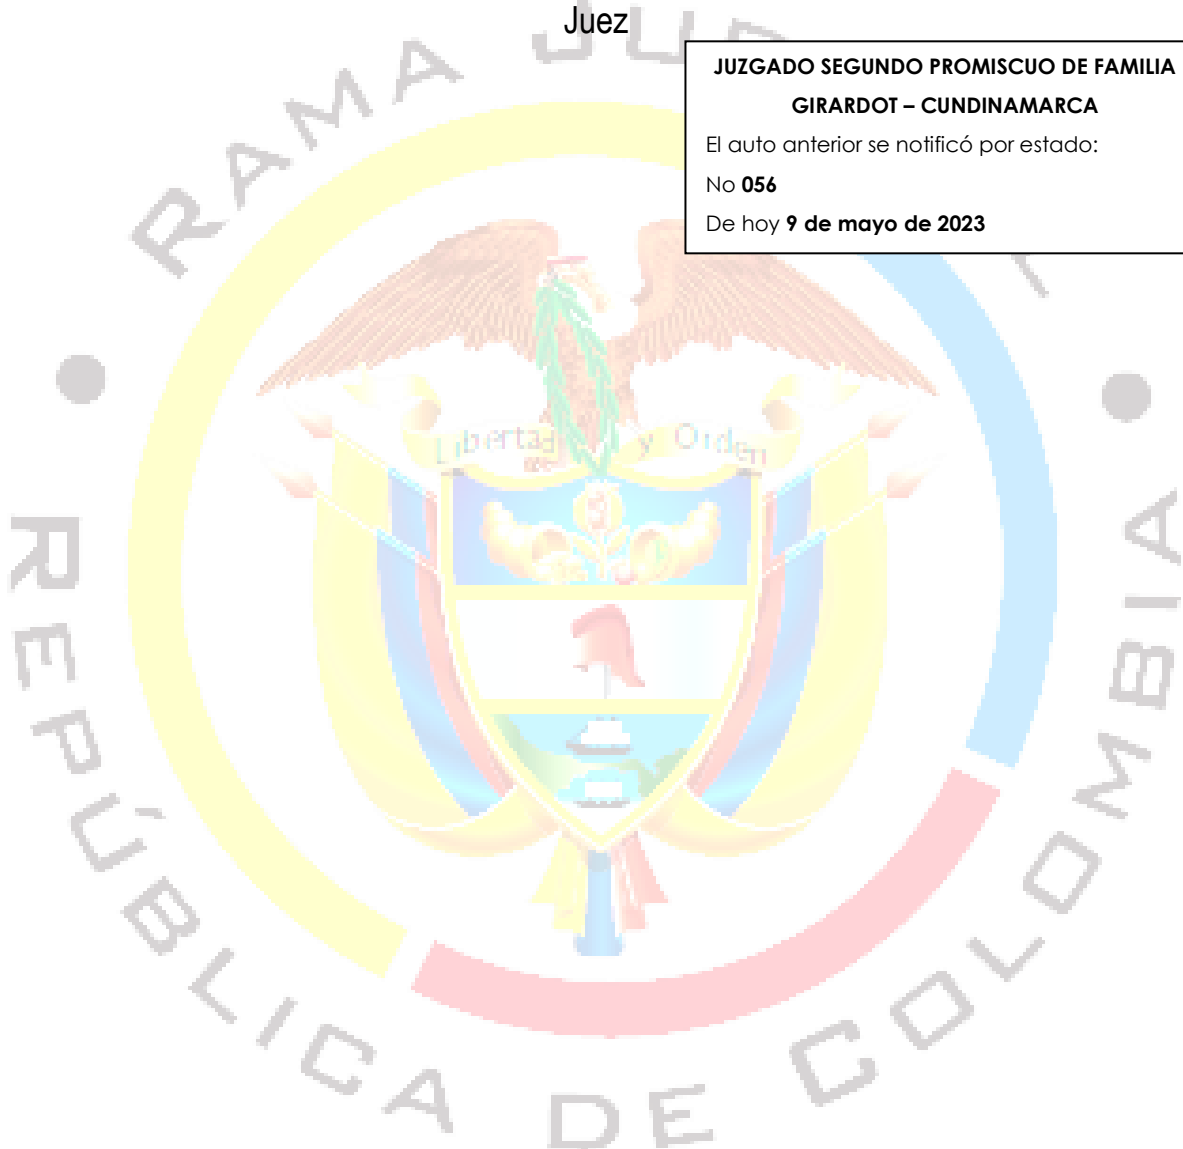 Juez
JUZGADO SEGUNDO PROMISCUO DE FAMILIA
GIRARDOT – CUNDINAMARCA
El auto anterior se notificó por estado:
No 056
De hoy 9 de mayo de 2023
RAMA JUD
REPÚBLICA DE COLOMBIA
Libertad y Orden